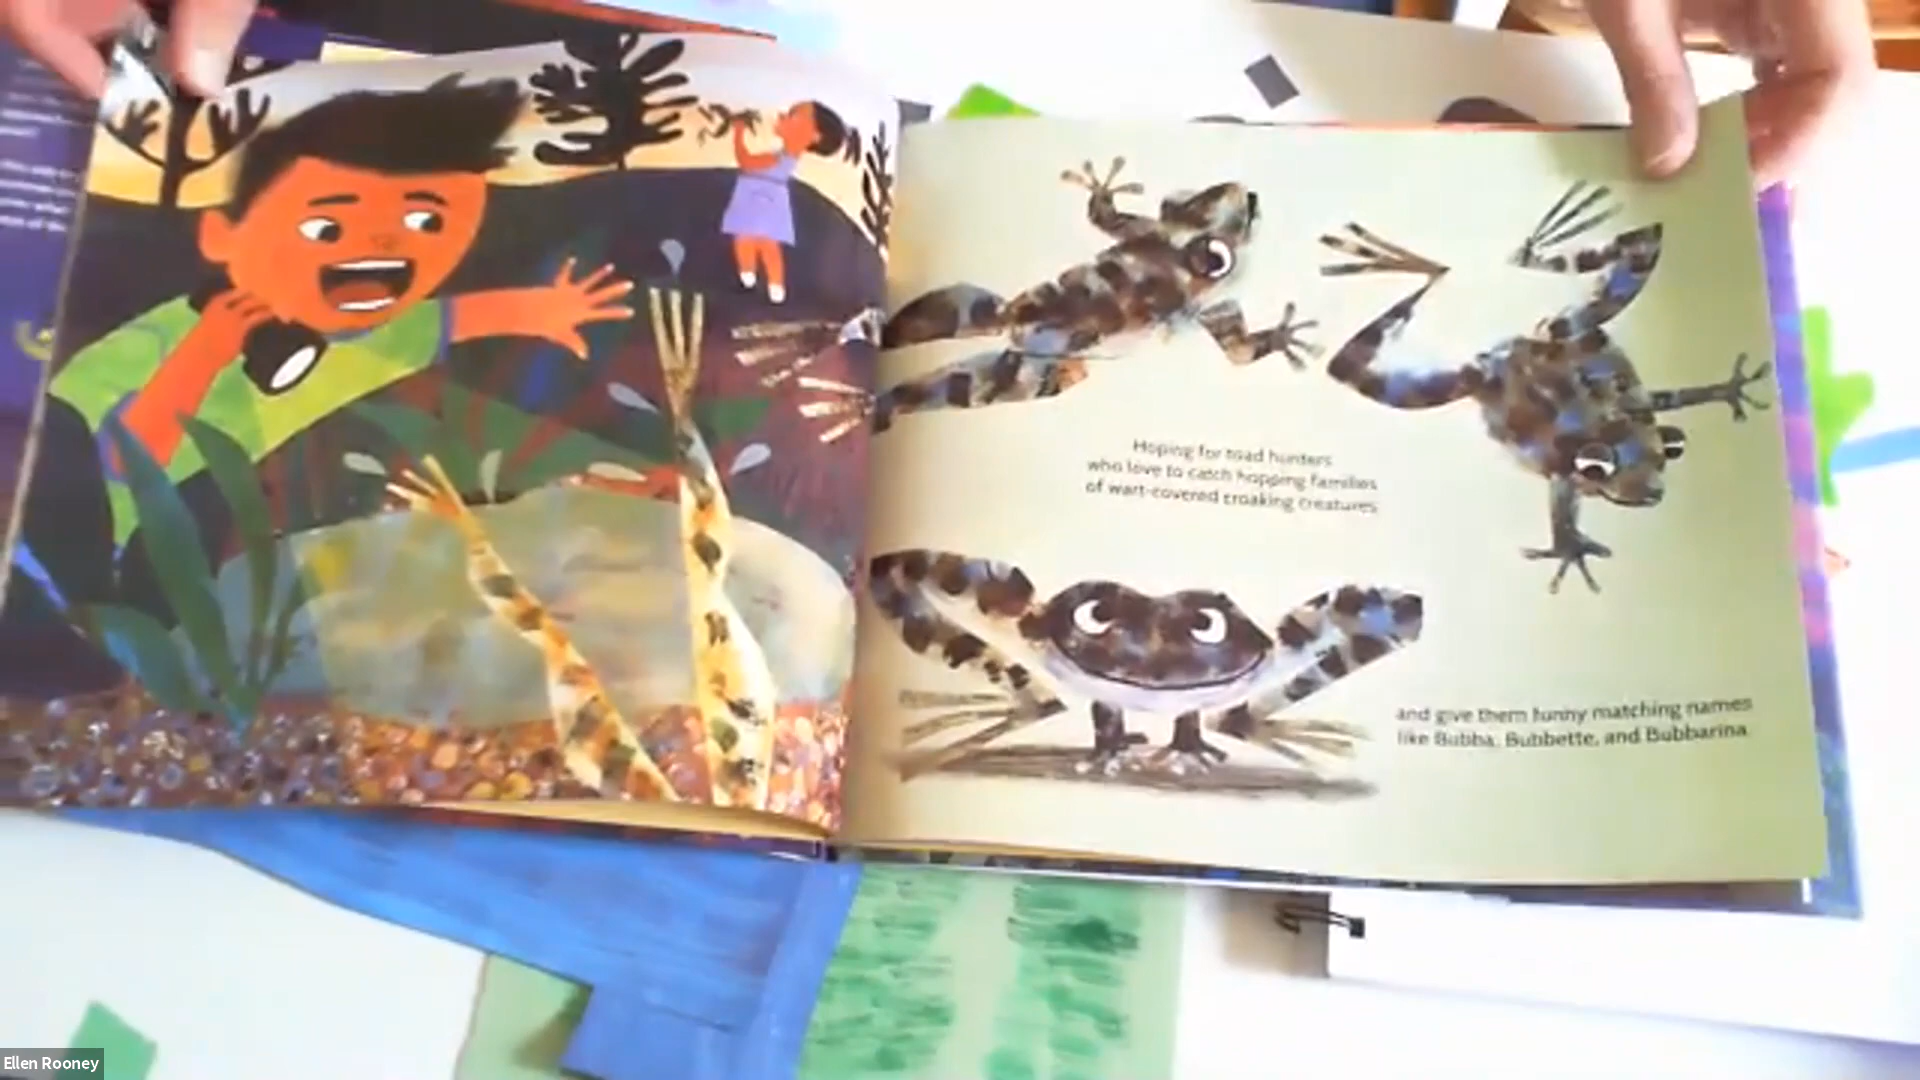 Hoping for toad hunters
who love to catch hopping families
of wart-covered croaking creatures
and give them funny matching names
like Bubba, Bubbette, and Bubbarina.
Ellen Rooney